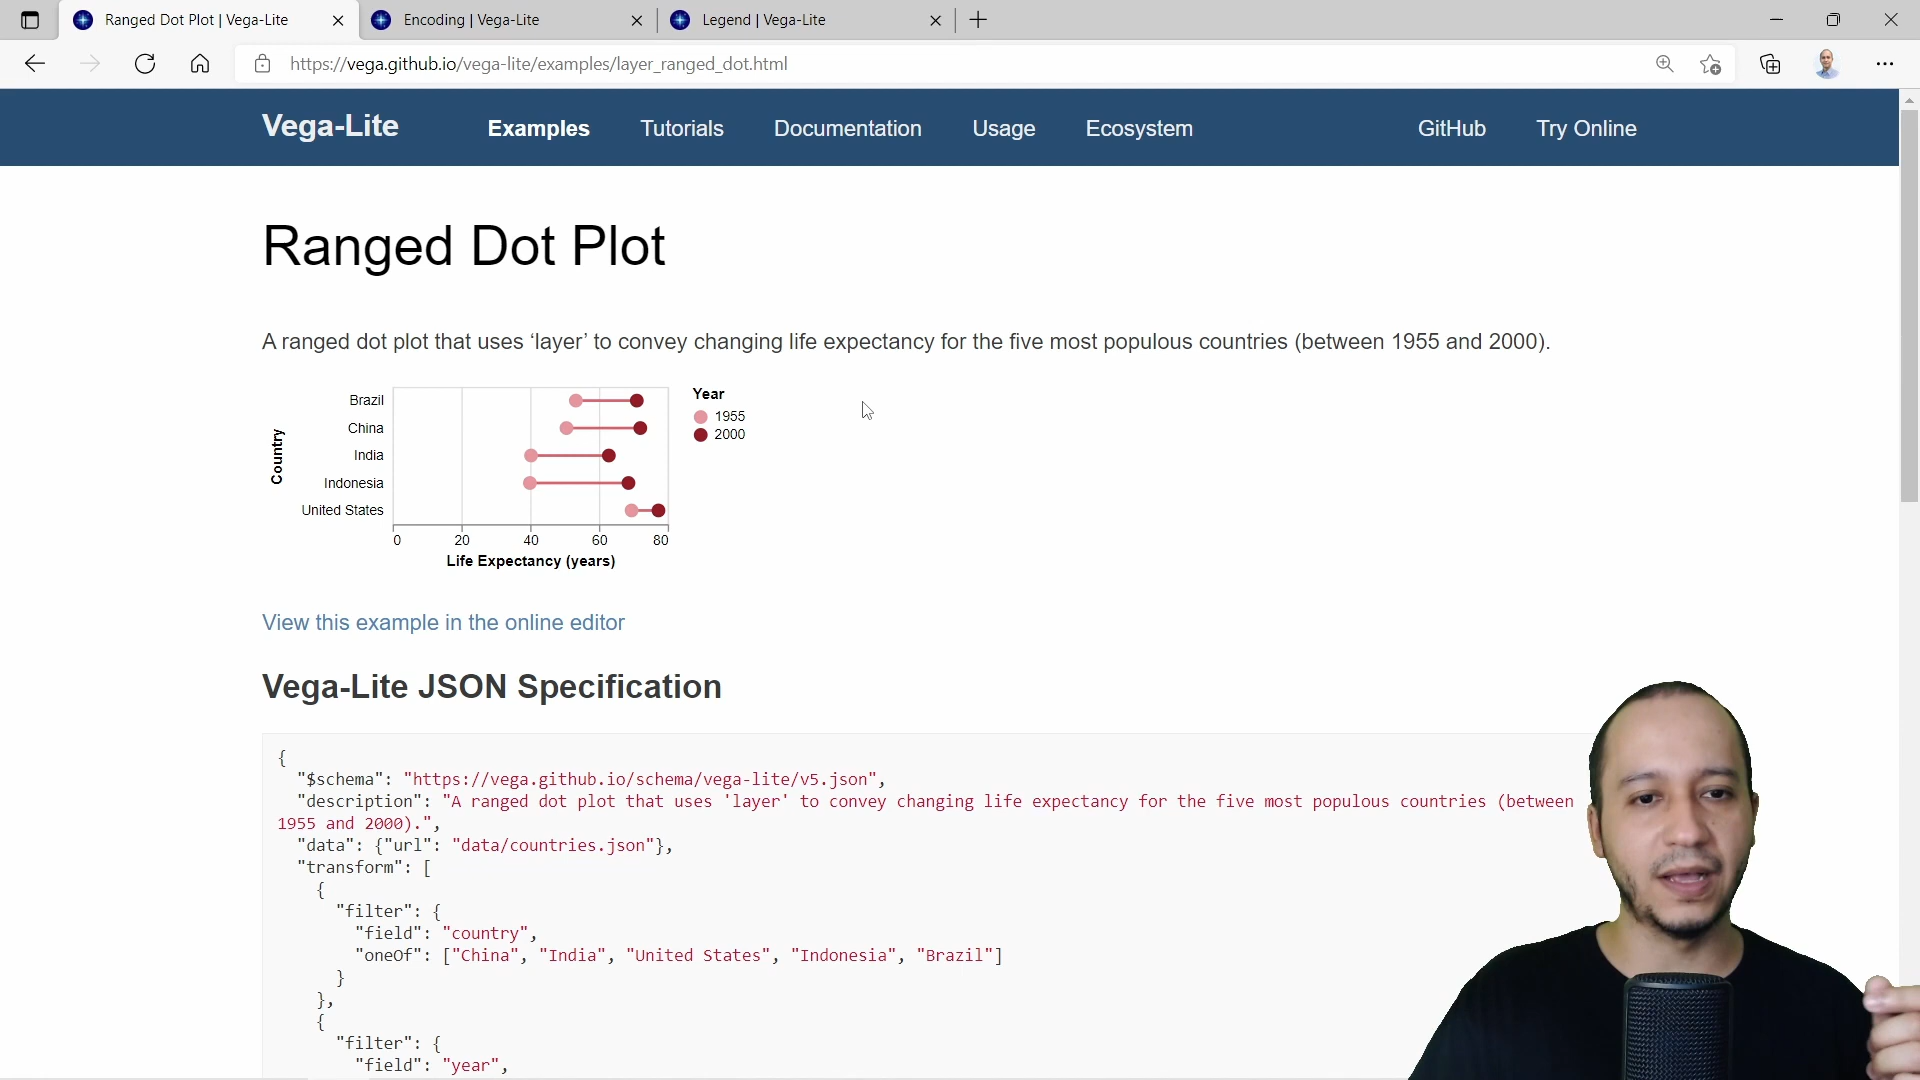 Ranged Dot Plot | Vega-Lite
Encoding | Vega-Lite
Legend | Vega-Lite
https://vega.github.io/vega-lite/examples/layer_ranged_dot.html
Vega-Lite
Examples
Tutorials
Documentation
Usage
Ecosystem
GitHub
Try Online
Ranged Dot Plot
A ranged dot plot that uses ‘layer’ to convey changing life expectancy for the five most populous countries (between 1955 and 2000).
Country
Brazil
China
India
Indonesia
United States
0 20 40 60 80
Life Expectancy (years)
Year
1955
2000
View this example in the online editor
Vega-Lite JSON Specification
{
"$schema": "https://vega.github.io/schema/vega-lite/v5.json",
"description": "A ranged dot plot that uses 'layer' to convey changing life expectancy for the five most populous countries (between
1955 and 2000).",
"data": {"url": "data/countries.json"},
"transform": [
{
"filter": {
"field": "country",
"oneOf": ["China", "India", "United States", "Indonesia", "Brazil"]
}
},
{
"filter": {
"field": "year",